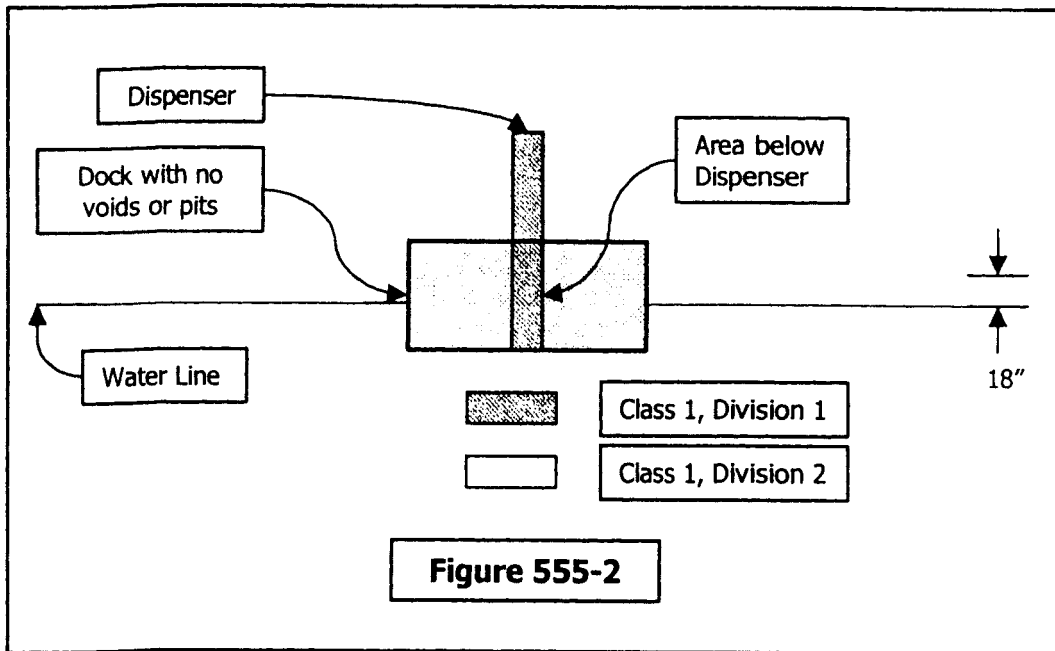 Dispenser
Dock with no
voids or pits
Area below
Dispenser
Water Line
18″
Class 1, Division 1
Class 1, Division 2
Figure 555-2